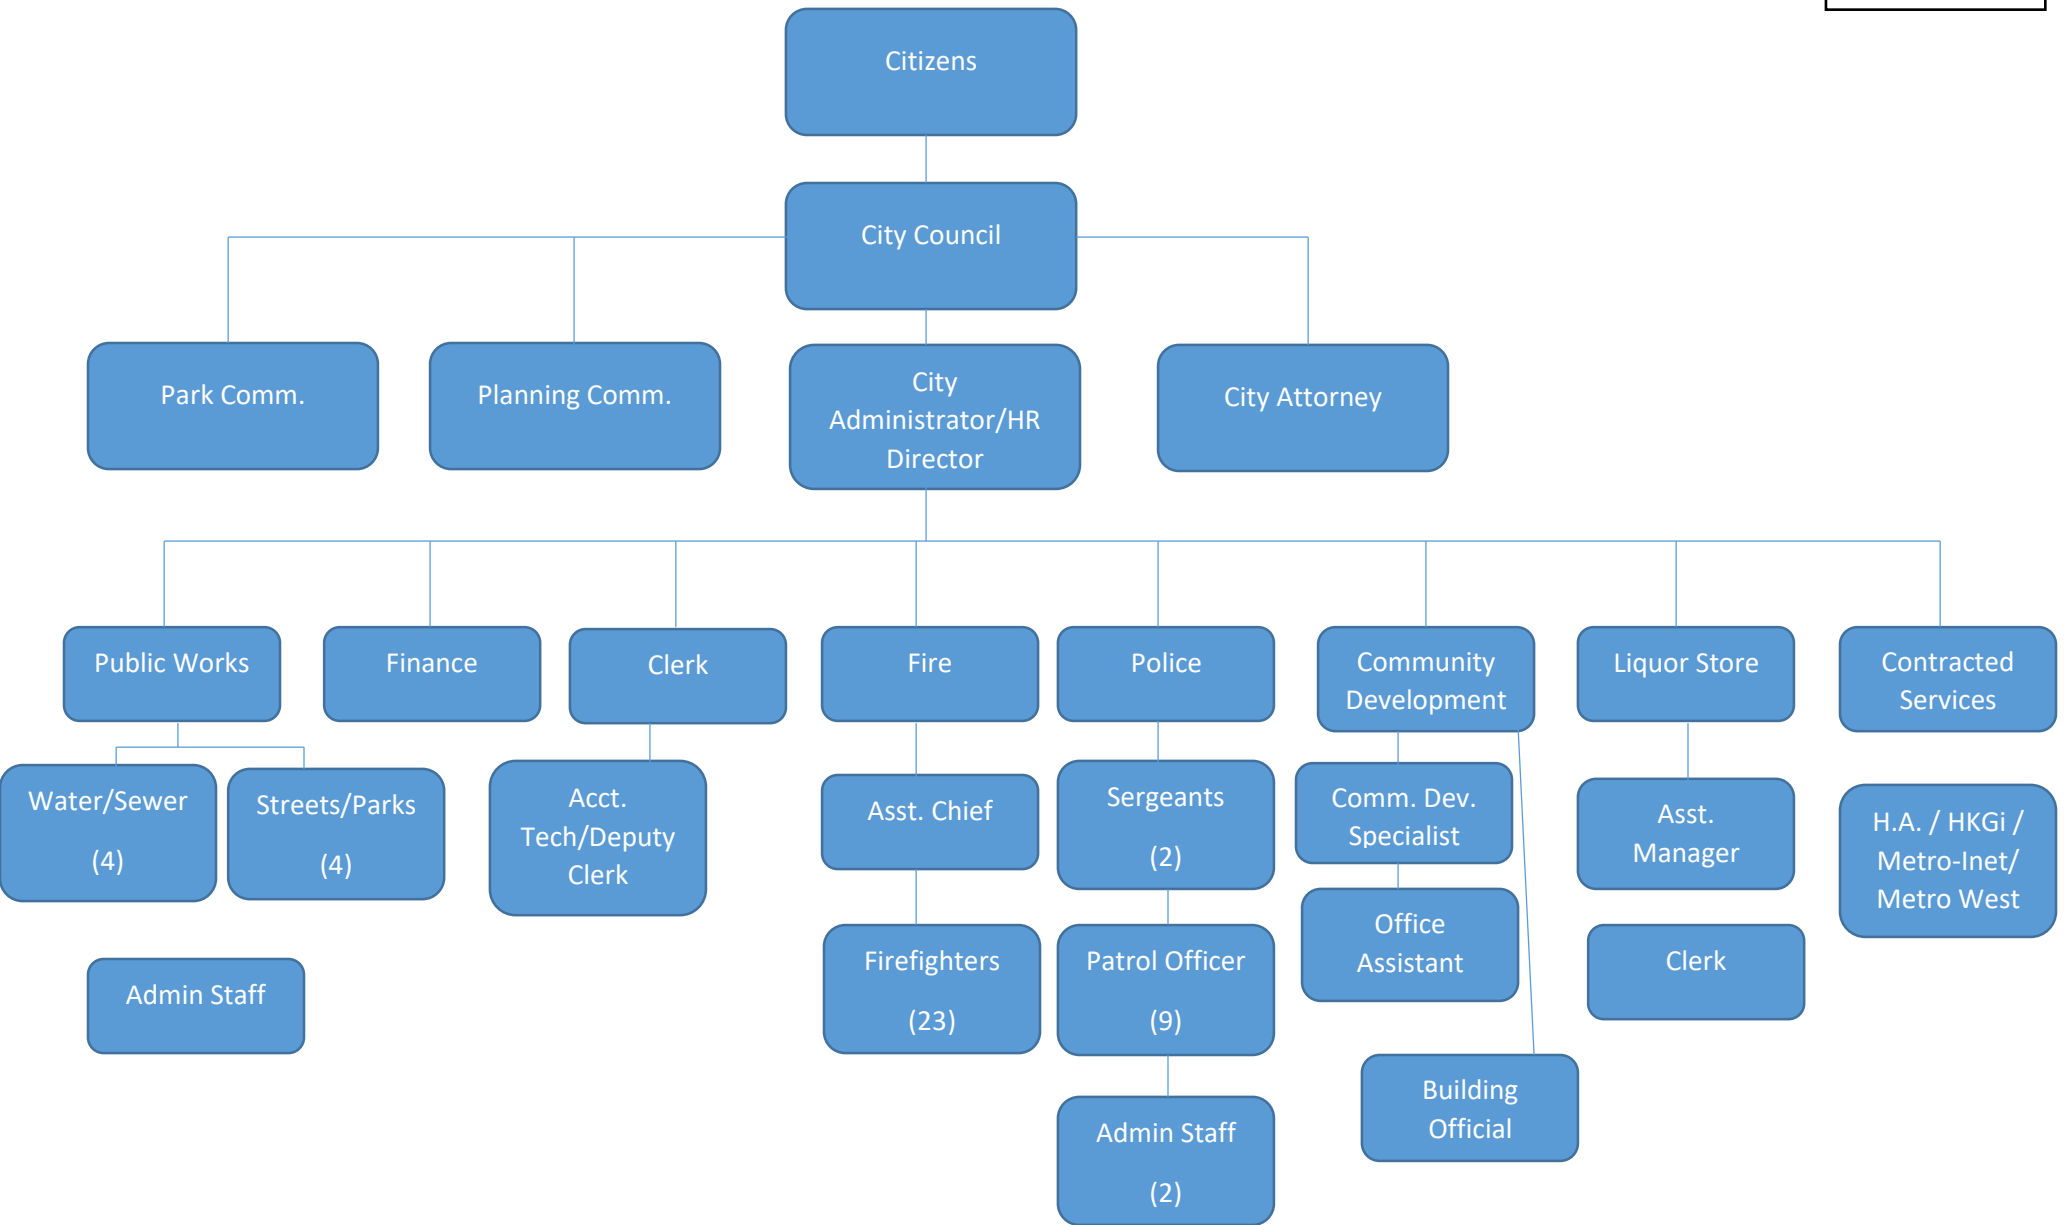 Citizens
City Council
Park Comm.
Planning Comm.
City
Administrator/HR
Director
City Attorney
Public Works
Finance
Clerk
Fire
Police
Community
Development
Liquor Store
Contracted
Services
Water/Sewer
(4)
Streets/Parks
(4)
Acct.
Tech/Deputy
Clerk
Asst. Chief
Sergeants
(2)
Comm. Dev.
Specialist
Asst.
Manager
H.A. / HKGi /
Metro-Inet/
Metro West
Admin Staff
Firefighters
(23)
Patrol Officer
(9)
Office
Assistant
Clerk
Admin Staff
(2)
Building
Official